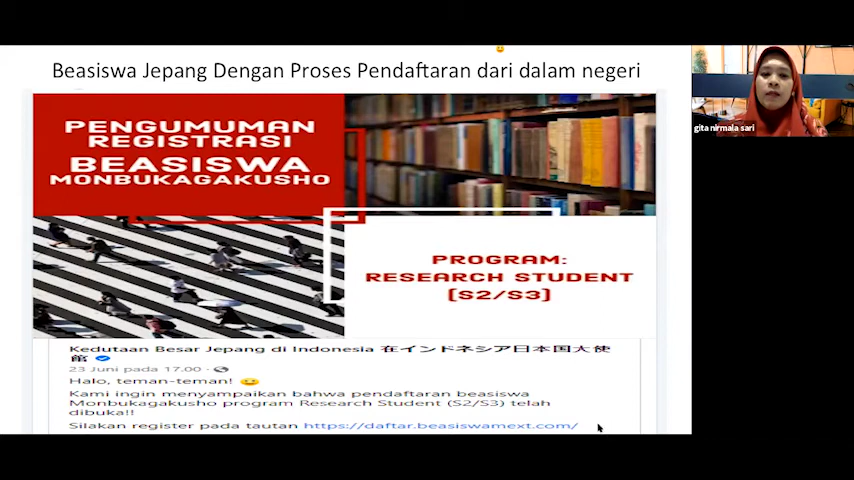 Beasiswa Jepang Dengan Proses Pendaftaran dari dalam negeri
gita nirmala sari
PENGUMUMAN
REGISTRASI
BEASISWA
MONBUKAGAKUSHO
PROGRAM:
RESEARCH STUDENT
(S2/S3)
Kedutaan Besar Jepang di Indonesia 在インドネシア日本国大使
館
23 Juni pada 17.00 ·
Halo, teman-teman!
Kami ingin menyampaikan bahwa pendaftaran beasiswa
Monbukagakusho program Research Student (S2/S3) telah
dibuka!!
Silakan register pada tautan https://daftar.beasiswamext.com/